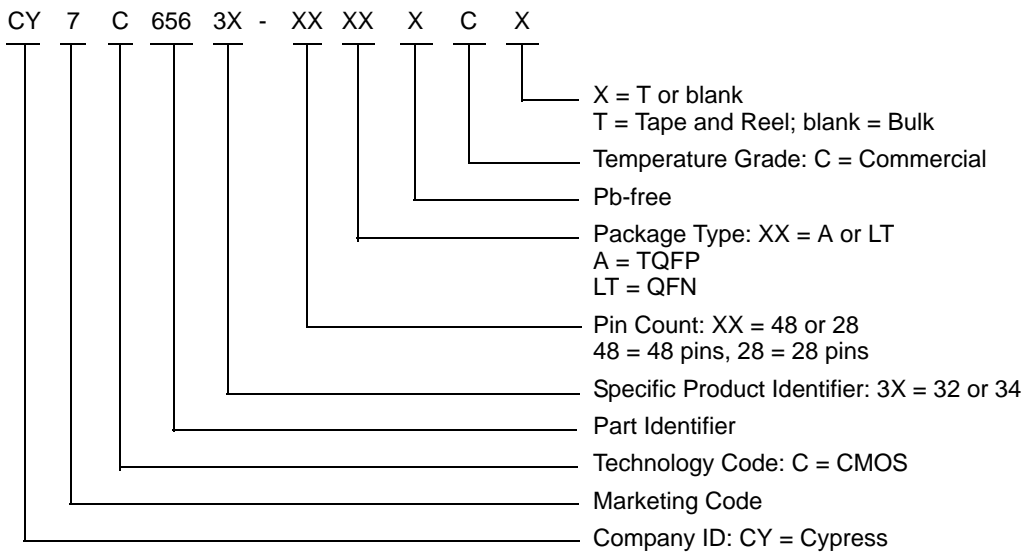 CY 7 C 656 3X - XX XX X C X
X = T or blank
T = Tape and Reel; blank = Bulk
Temperature Grade: C = Commercial
Pb-free
Package Type: XX = A or LT
A = TQFP
LT = QFN
Pin Count: XX = 48 or 28
48 = 48 pins, 28 = 28 pins
Specific Product Identifier: 3X = 32 or 34
Part Identifier
Technology Code: C = CMOS
Marketing Code
Company ID: CY = Cypress